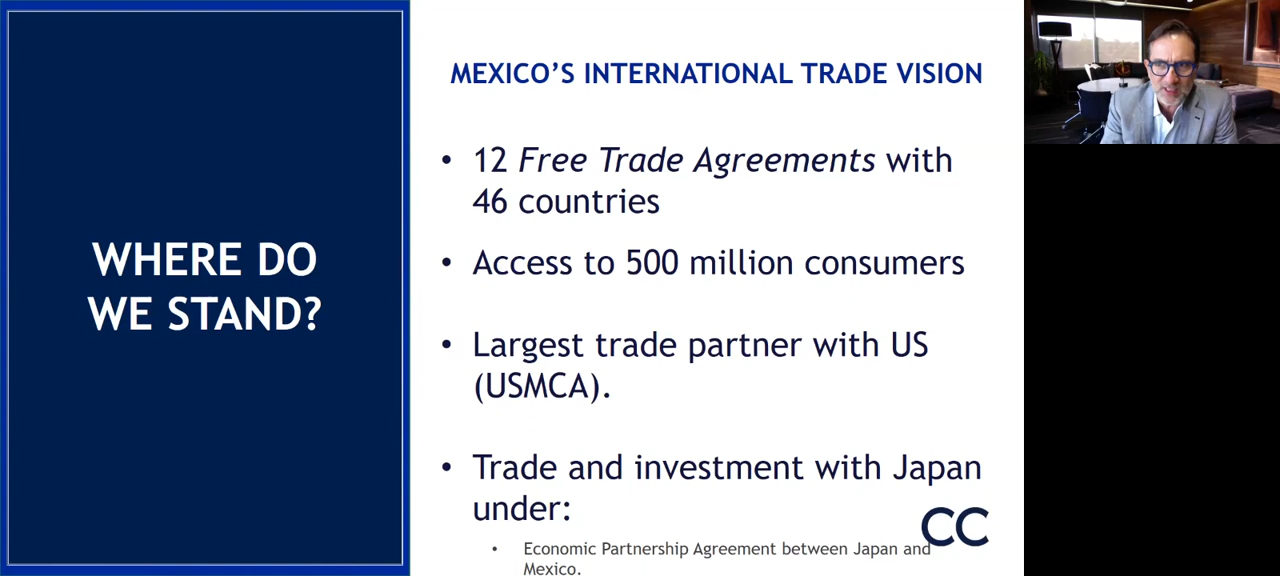 WHERE DO
WE STAND?
MEXICO’S INTERNATIONAL TRADE VISION
• 12 Free Trade Agreements with
46 countries
• Access to 500 million consumers
• Largest trade partner with US
(USMCA).
• Trade and investment with Japan
under:
• Economic Partnership Agreement between Japan and
Mexico.
CC